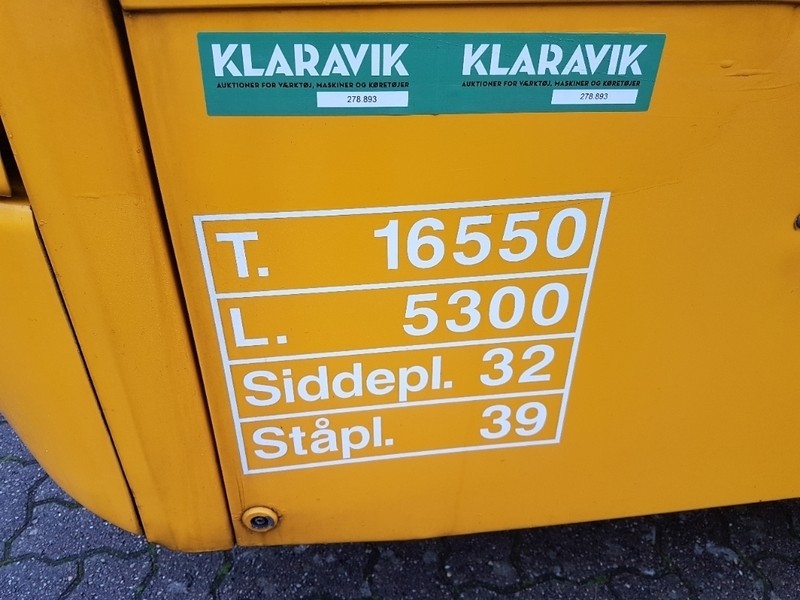 KLARAVIK KLARAVIK
AUKTIONER FOR VÆRKTØJ, MASKINER OG KØRETØJER AUKTIONER FOR VÆRKTØJ, MASKINER OG KØRETØJER
278.893 278.893
T. 16550
L. 5300
Siddepl. 32
Ståpl. 39